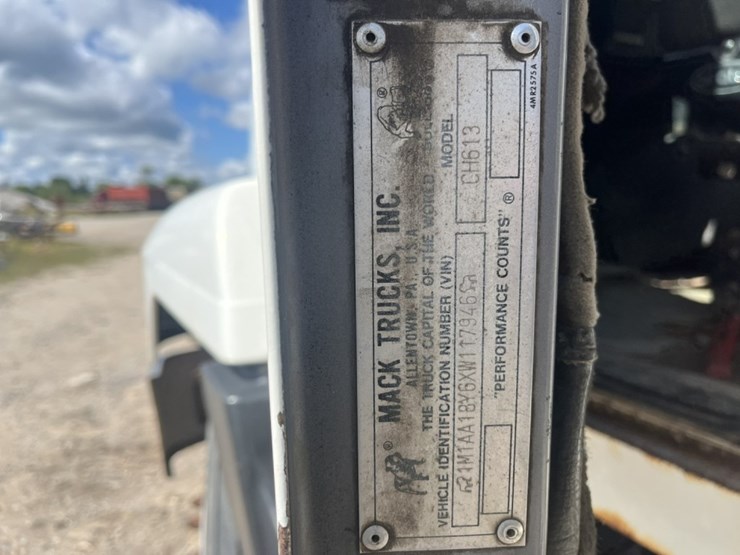 MACK TRUCKS, INC.
ALLENTOWN, PA., U.S.A.
THE TRUCK CAPITAL OF THE WORLD
VEHICLE IDENTIFICATION NUMBER (VIN) MODEL
1M1AA18Y6XW117946 CH613
"PERFORMANCE COUNTS" ®
4MR2575A